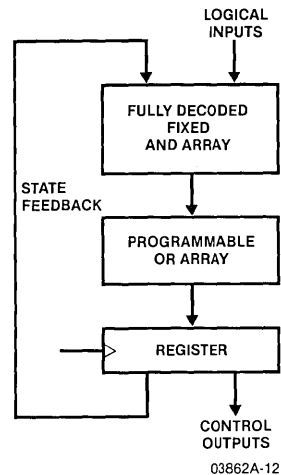 LOGICAL
INPUTS
FULLY DECODED
FIXED
AND ARRAY
STATE
FEEDBACK
PROGRAMMABLE
OR ARRAY
REGISTER
CONTROL
OUTPUTS
03862A-12